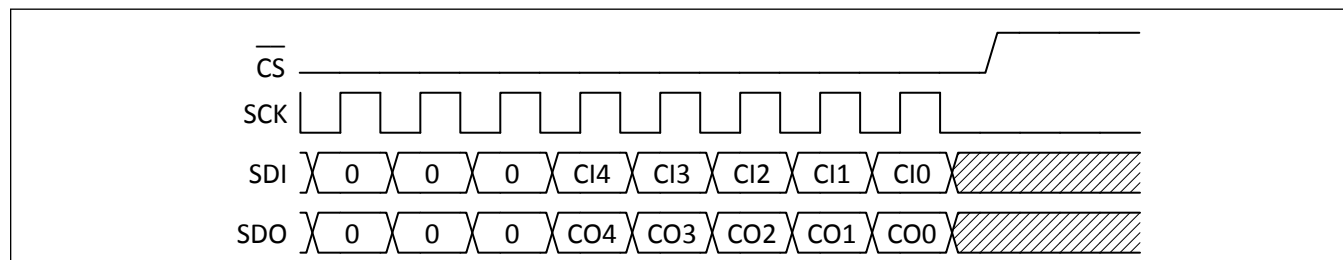 CS
SCK
SDI 0 0 0 CI4 CI3 CI2 CI1 CI0
SDO 0 0 0 CO4 CO3 CO2 CO1 CO0